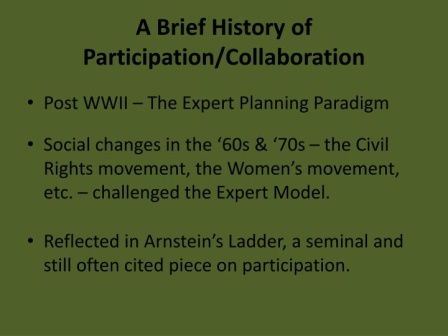 A Brief History of
Participation/Collaboration
• Post WWII – The Expert Planning Paradigm
• Social changes in the ‘60s & ‘70s – the Civil
Rights movement, the Women’s movement,
etc. – challenged the Expert Model.
• Reflected in Arnstein’s Ladder, a seminal and
still often cited piece on participation.